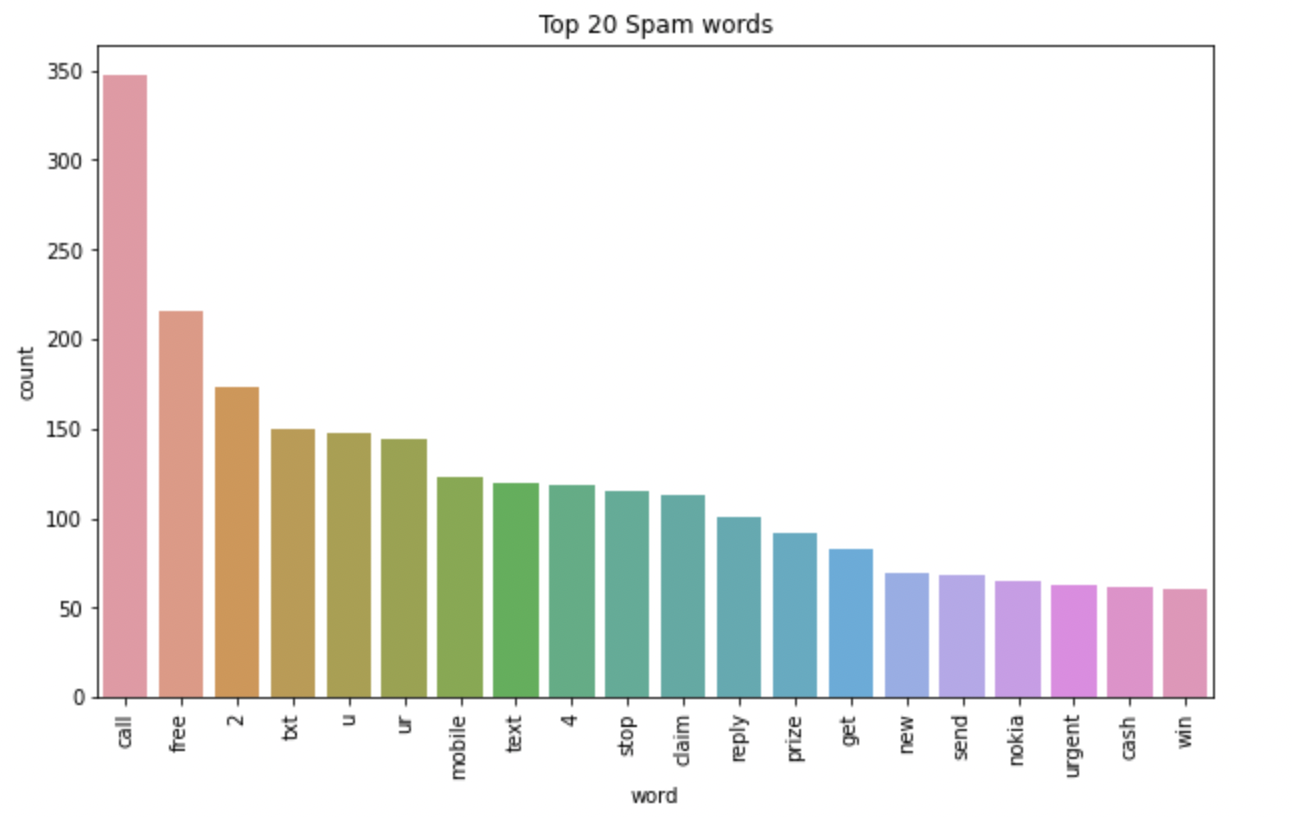 Top 20 Spam words
350
300
250
200
150
100
50
0
count
call
free
2
txt
u
ur
mobile
text
4
stop
claim
reply
prize
get
new
send
nokia
urgent
cash
win
word